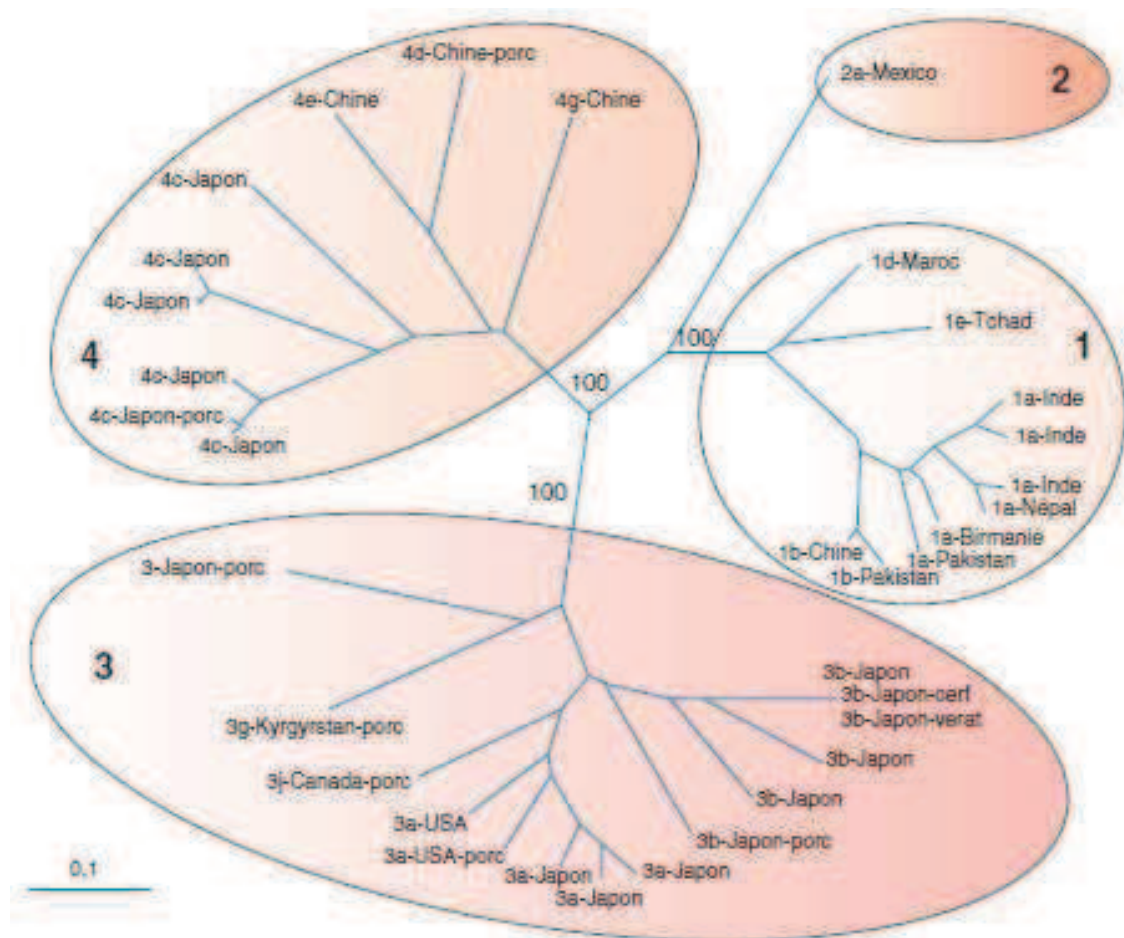 4d-Chine-porc
4e-Chine
4g-Chine
4c-Japon
4c-Japon
4c-Japon
4
4c-Japon
4c-Japon-porc
4c-Japon
2a-Mexico
2
1d-Maroc
1e-Tchad
1
1a-Inde
1a-Inde
1a-Inde
1a-Népal
1a-Birmanie
1a-Pakistan
1b-Chine
1b-Pakistan
100
100
100
3-Japon-porc
3
3g-Kyrgyrstan-porc
3j-Canada-porc
3a-USA
3a-USA-porc
3a-Japon
3a-Japon
3a-Japon
3b-Japon
3b-Japon-cerf
3b-Japon-verat
3b-Japon
3b-Japon
3b-Japon-porc
0,1